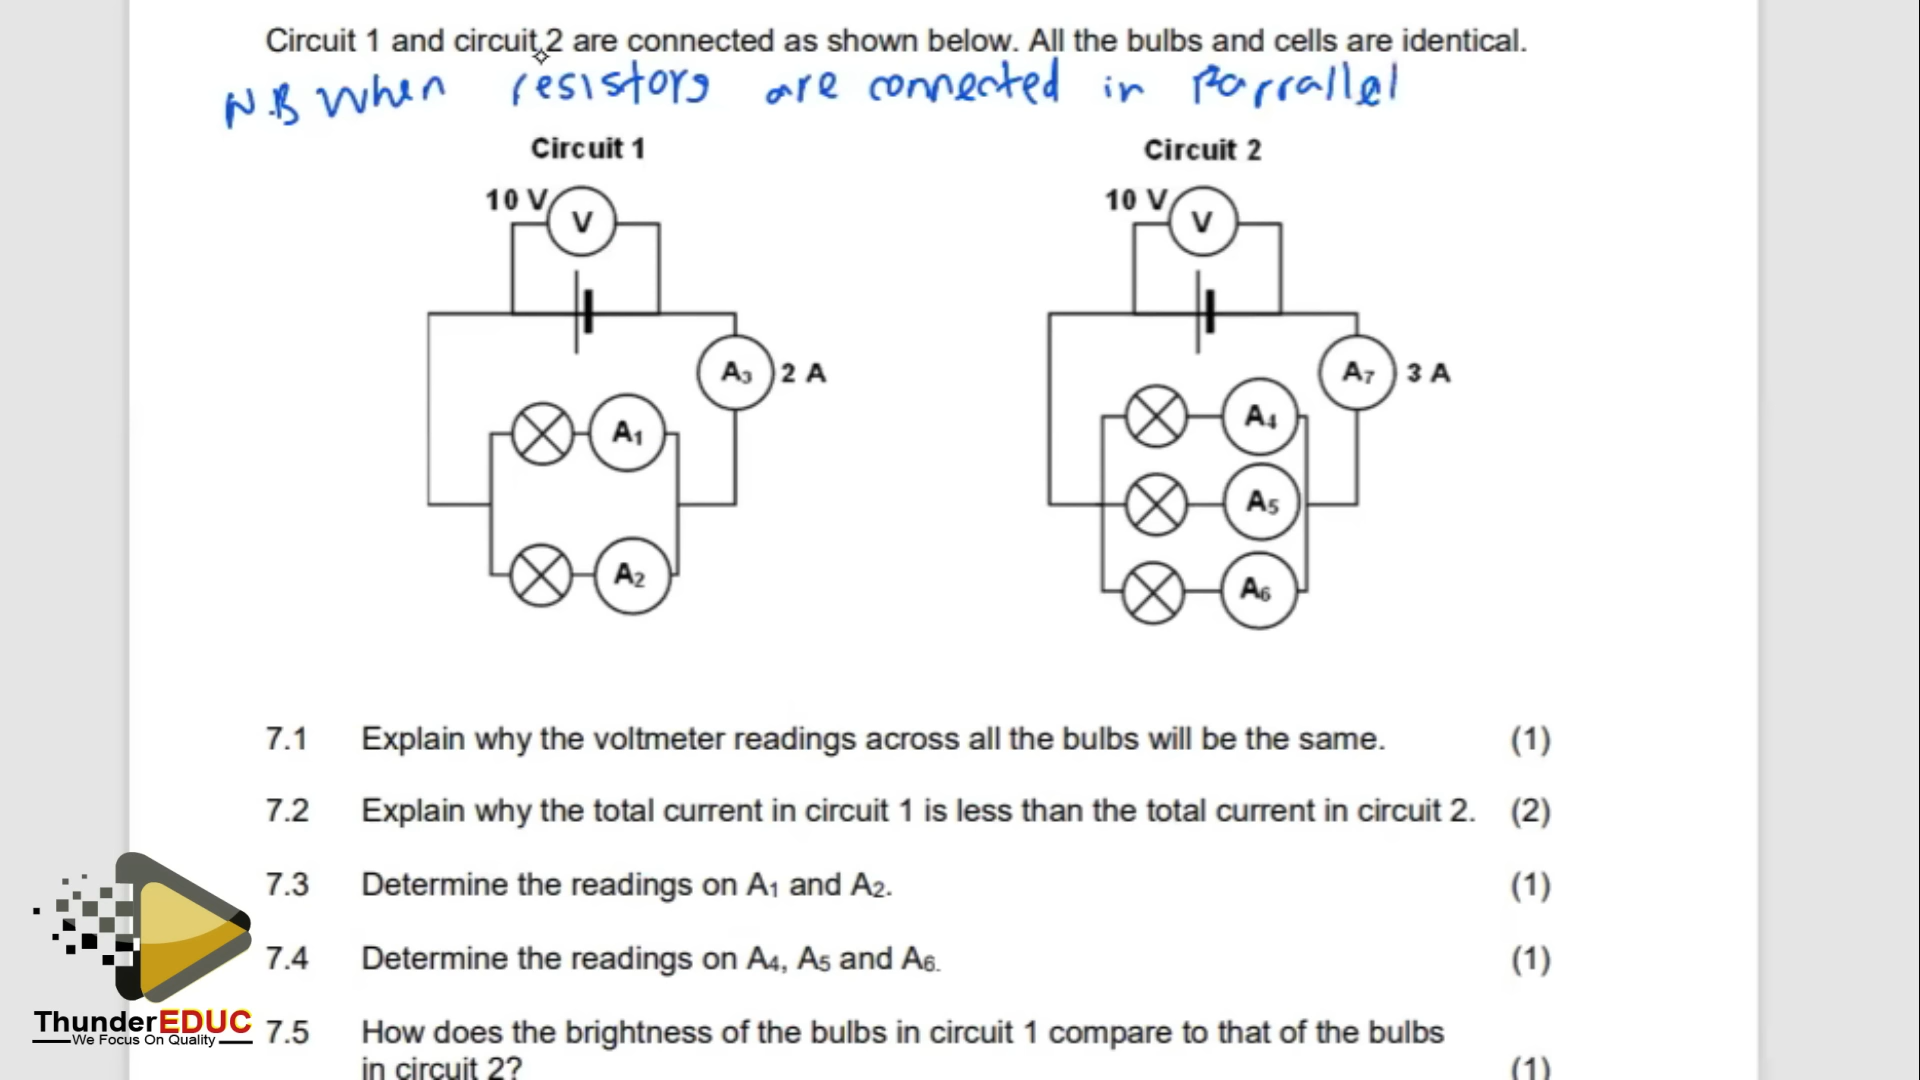 Circuit 1 and circuit 2 are connected as shown below. All the bulbs and cells are identical.
N.B When resistors are connected in Parrallel
Circuit 1
Circuit 2
10 V
V
10 V
V
A3
2 A
A7
3 A
A1
A4
A5
A2
A6
7.1 Explain why the voltmeter readings across all the bulbs will be the same. (1)
7.2 Explain why the total current in circuit 1 is less than the total current in circuit 2. (2)
7.3 Determine the readings on A1 and A2. (1)
7.4 Determine the readings on A4, A5 and A6. (1)
7.5 How does the brightness of the bulbs in circuit 1 compare to that of the bulbs
in circuit 2? (1)
ThunderEDUC
We Focus On Quality